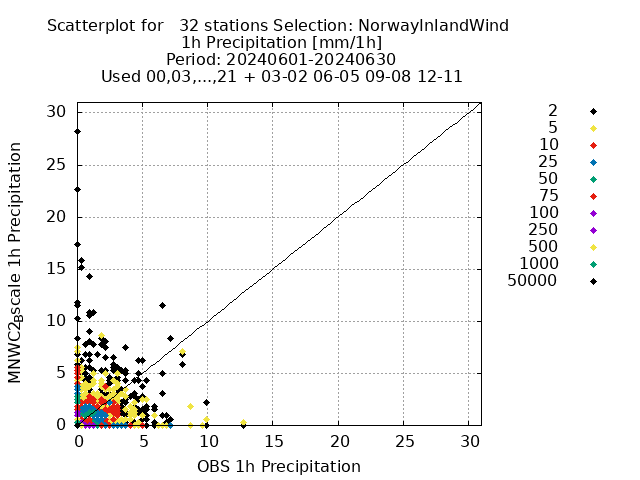 Scatterplot for   32 stations Selection: NorwayInlandWind
1h Precipitation [mm/1h]
Period: 20240601-20240630
Used 00,03,...,21 + 03-02 06-05 09-08 12-11
MNWC2Bscale 1h Precipitation
30
25
20
15
10
5
0
0 5 10 15 20 25 30
OBS 1h Precipitation
2
5
10
25
50
75
100
250
500
1000
50000